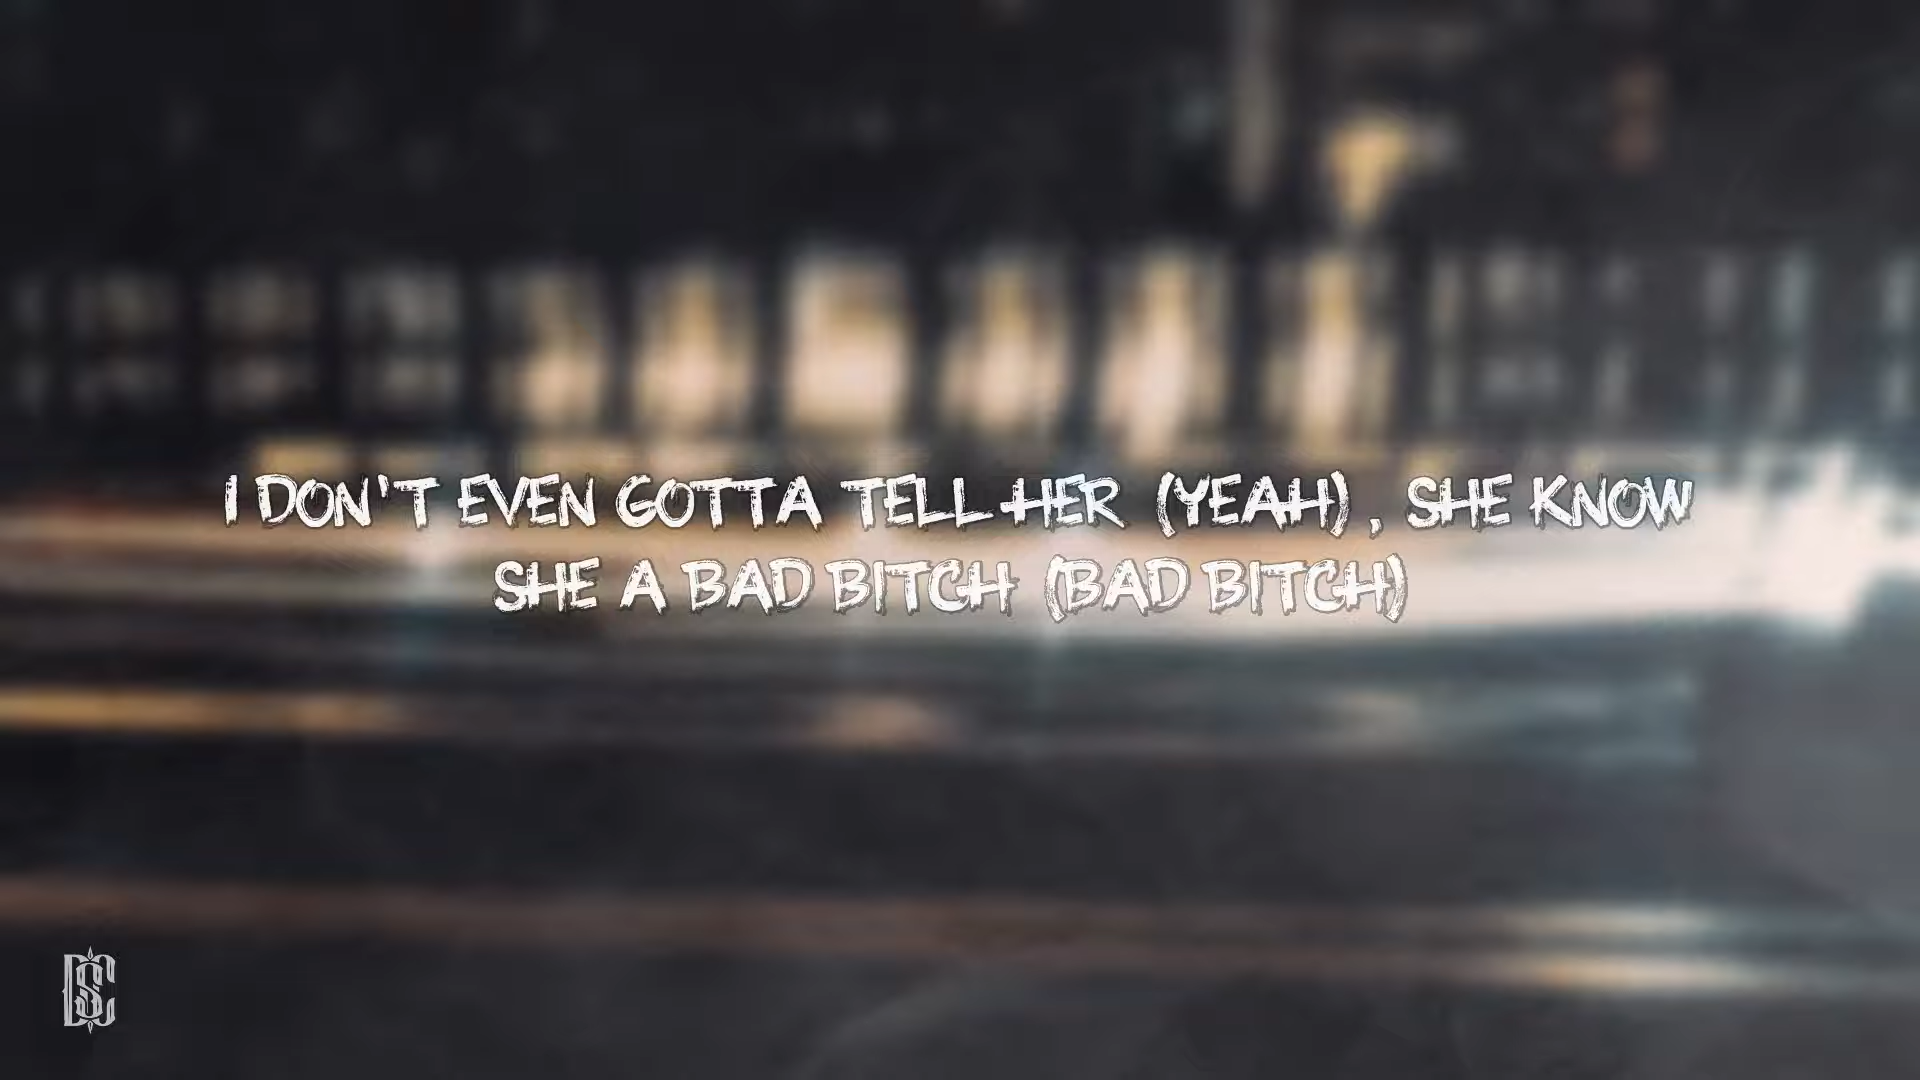 I DON'T EVEN GOTTA TELL HER (YEAH), SHE KNOW
SHE A BAD BITCH (BAD BITCH)